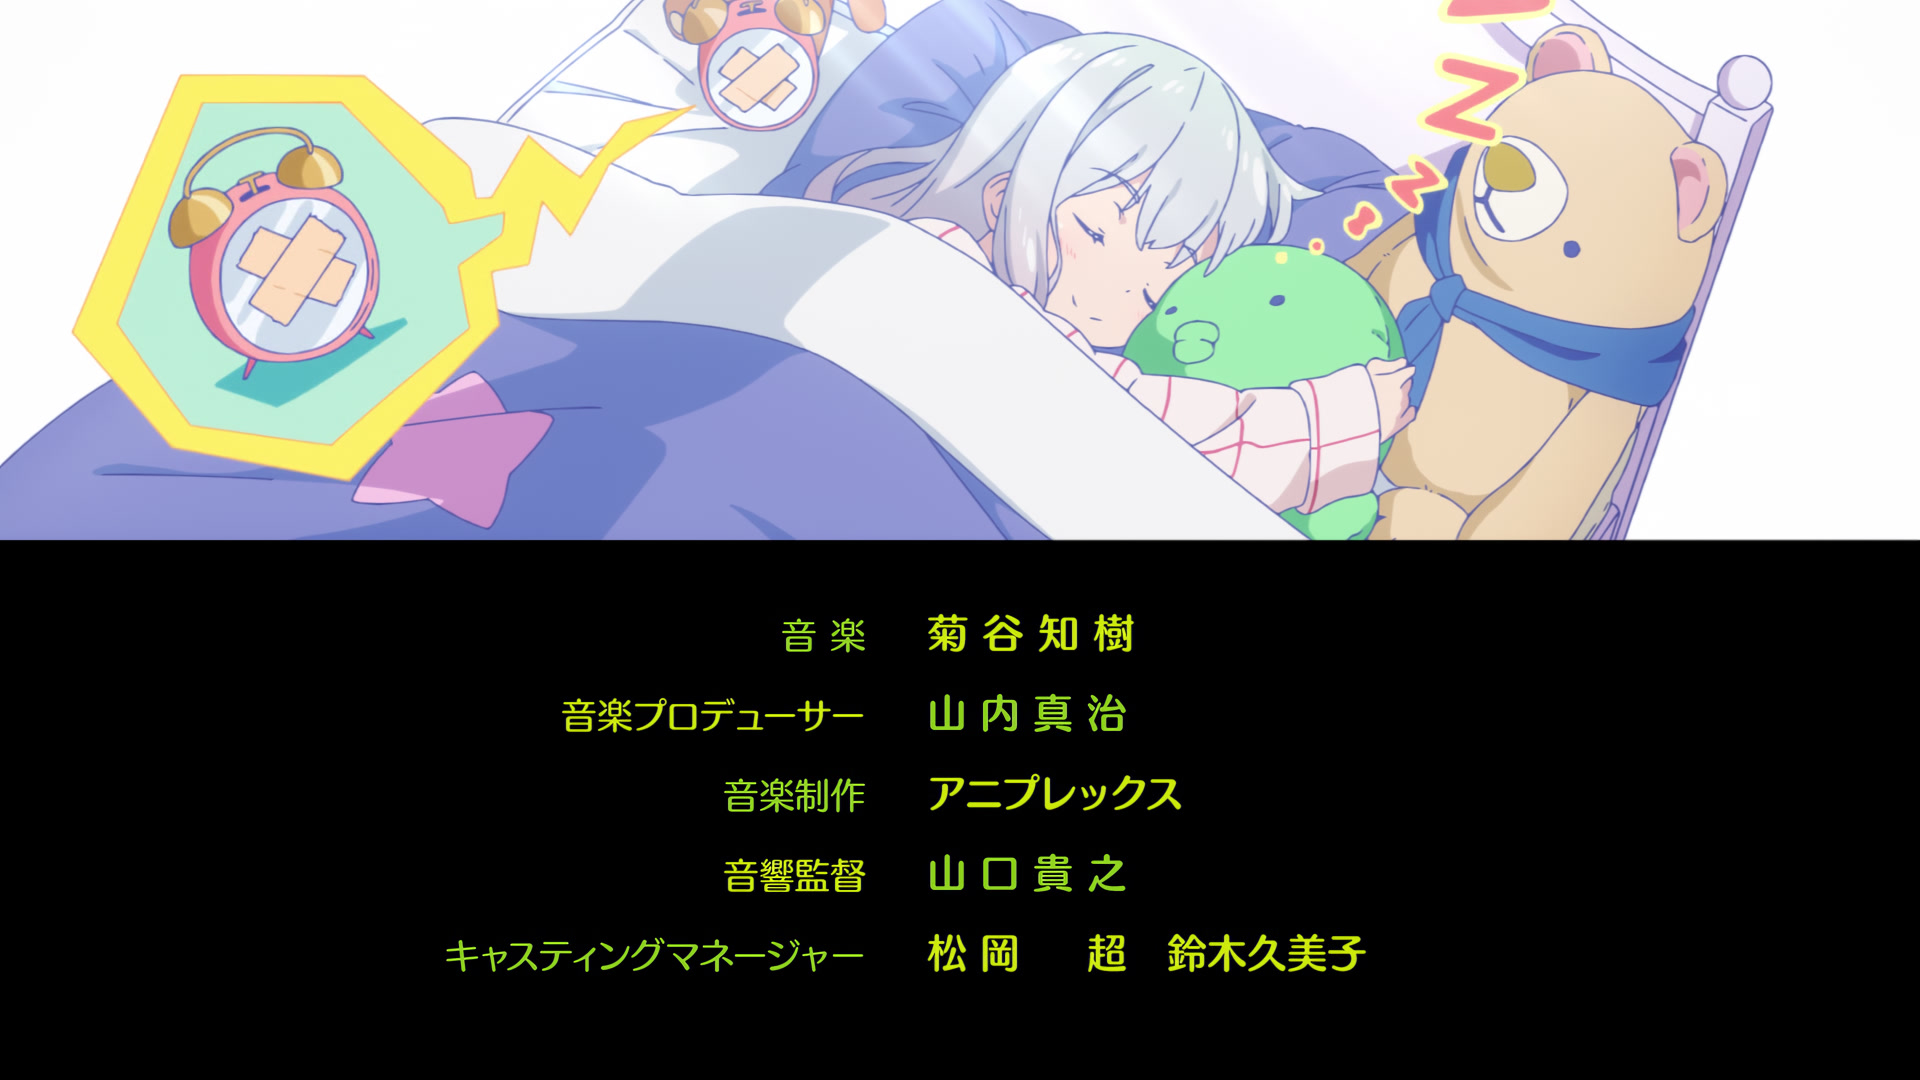 Z
Z
Z
音楽 菊谷知樹
音楽プロデューサー 山内真治
音楽制作 アニプレックス
音響監督 山口貴之
キャスティングマネージャー 松岡 超 鈴木久美子